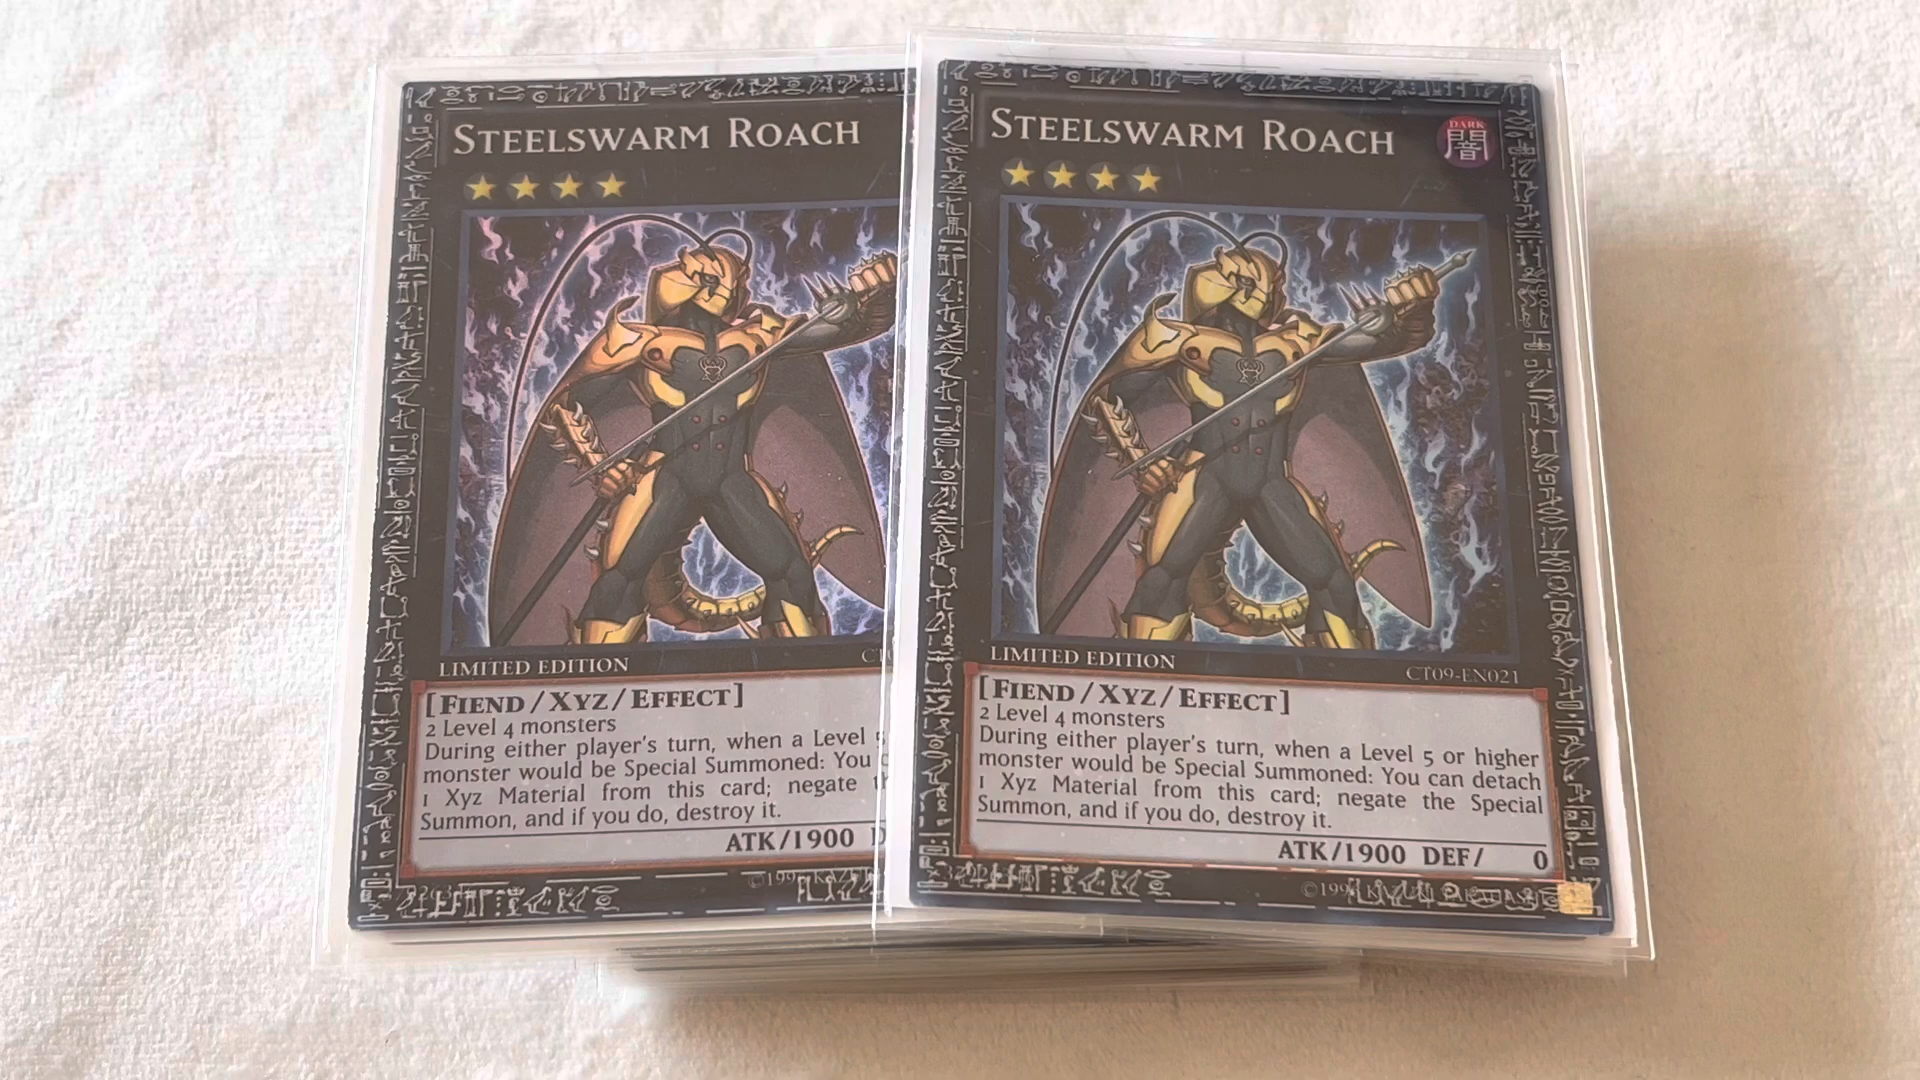 STEELSWARM ROACH
LIMITED EDITION
[FIEND/XYZ/EFFECT]
2 Level 4 monsters
During either player's turn, when a Level 5
monster would be Special Summoned: You
1 Xyz Material from this card; negate
Summon, and if you do, destroy it.
ATK/1900
STEELSWARM ROACH
DARK
闇
LIMITED EDITION
CT09-EN021
[FIEND/XYZ/EFFECT]
2 Level 4 monsters
During either player's turn, when a Level 5 or higher
monster would be Special Summoned: You can detach
1 Xyz Material from this card; negate the Special
Summon, and if you do, destroy it.
ATK/1900 DEF/ 0